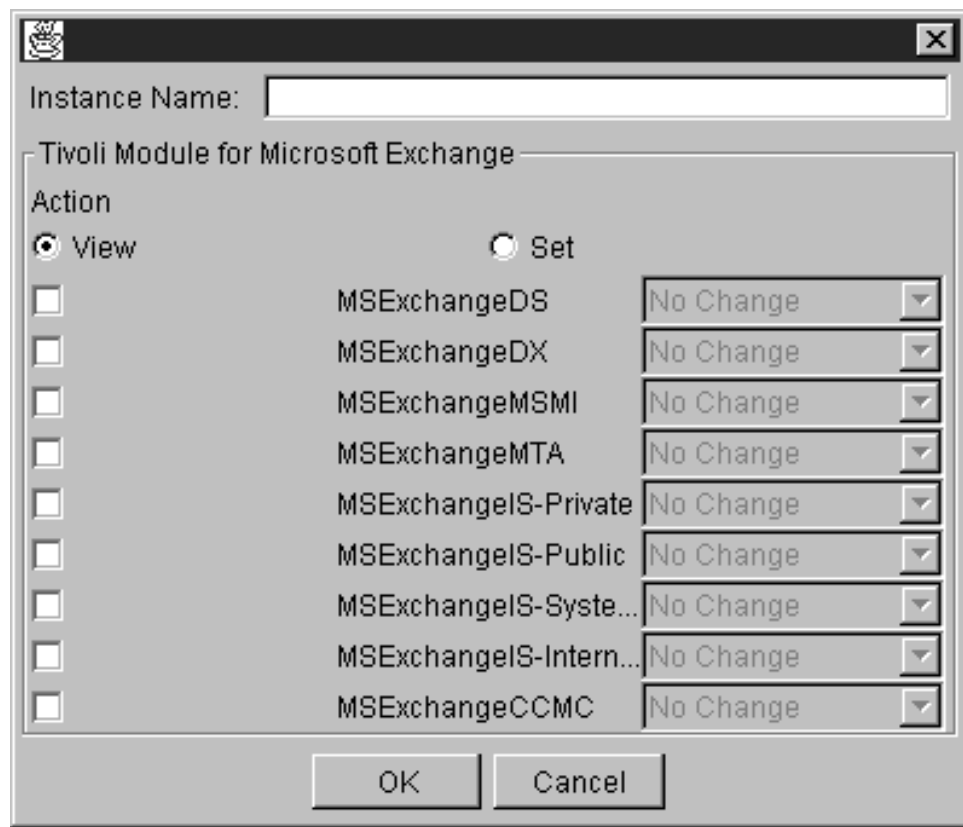 Instance Name:
Tivoli Module for Microsoft Exchange
Action
View Set
MSExchangeDS No Change
MSExchangeDX No Change
MSExchangeMSMI No Change
MSExchangeMTA No Change
MSExchangeIS-Private No Change
MSExchangeIS-Public No Change
MSExchangeIS-Syste... No Change
MSExchangeIS-Intern... No Change
MSExchangeCCMC No Change
OK Cancel